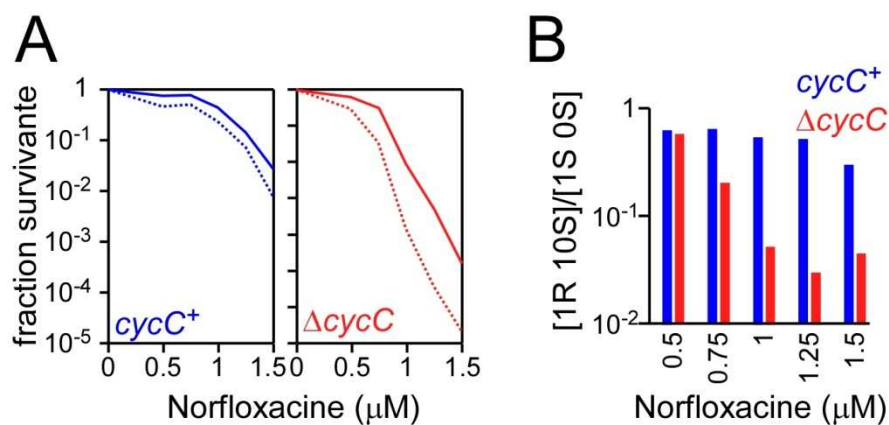 A
B
fraction survivante
1
10-1
10-2
10-3
10-4
10-5
cycC+
ΔcycC
0 0.5 1 1.5
0 0.5 1 1.5
Norfloxacine (μM)
[1R 10S]/[1S 0S]
1
10-1
10-2
cycC+
ΔcycC
0.5
0.75
1
1.25
1.5
Norfloxacine (μM)